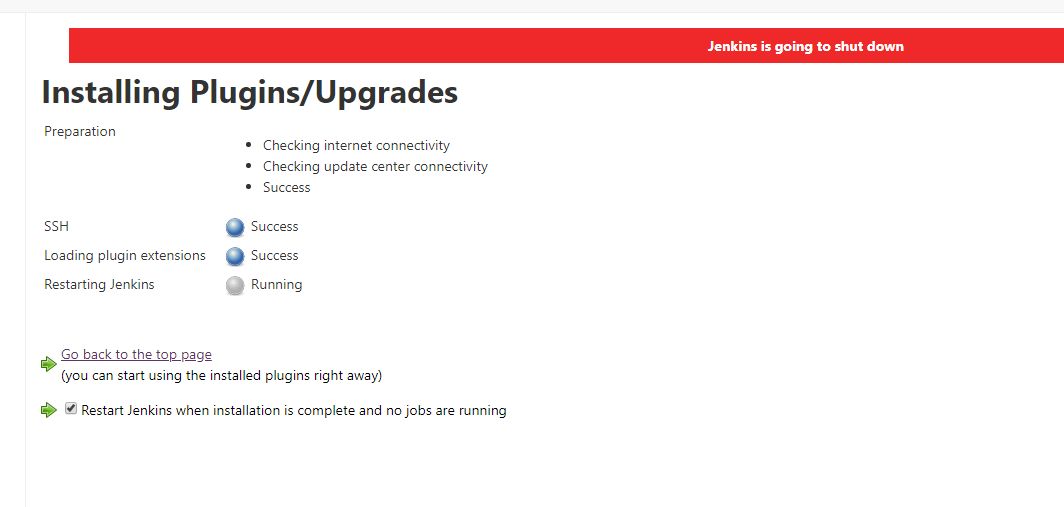 Jenkins is going to shut down
Installing Plugins/Upgrades
Preparation
Checking internet connectivity
Checking update center connectivity
Success
SSH Success
Loading plugin extensions Success
Restarting Jenkins Running
Go back to the top page
(you can start using the installed plugins right away)
Restart Jenkins when installation is complete and no jobs are running